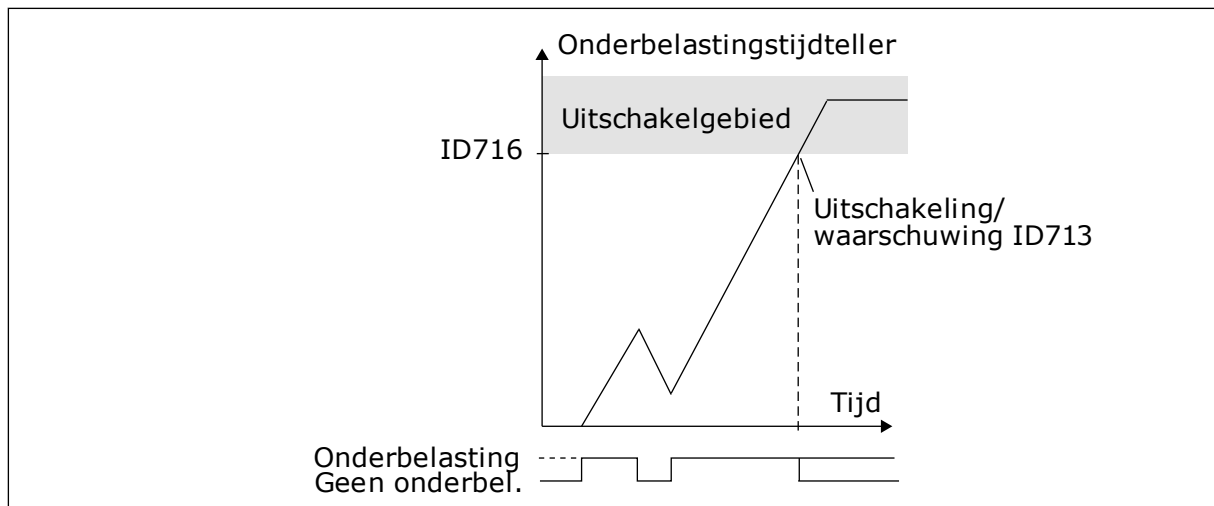 Onderbelastingstijdteller
Uitschakelgebied
ID716
Uitschakeling/
waarschuwing ID713
Tijd
Onderbelasting
Geen onderbel.